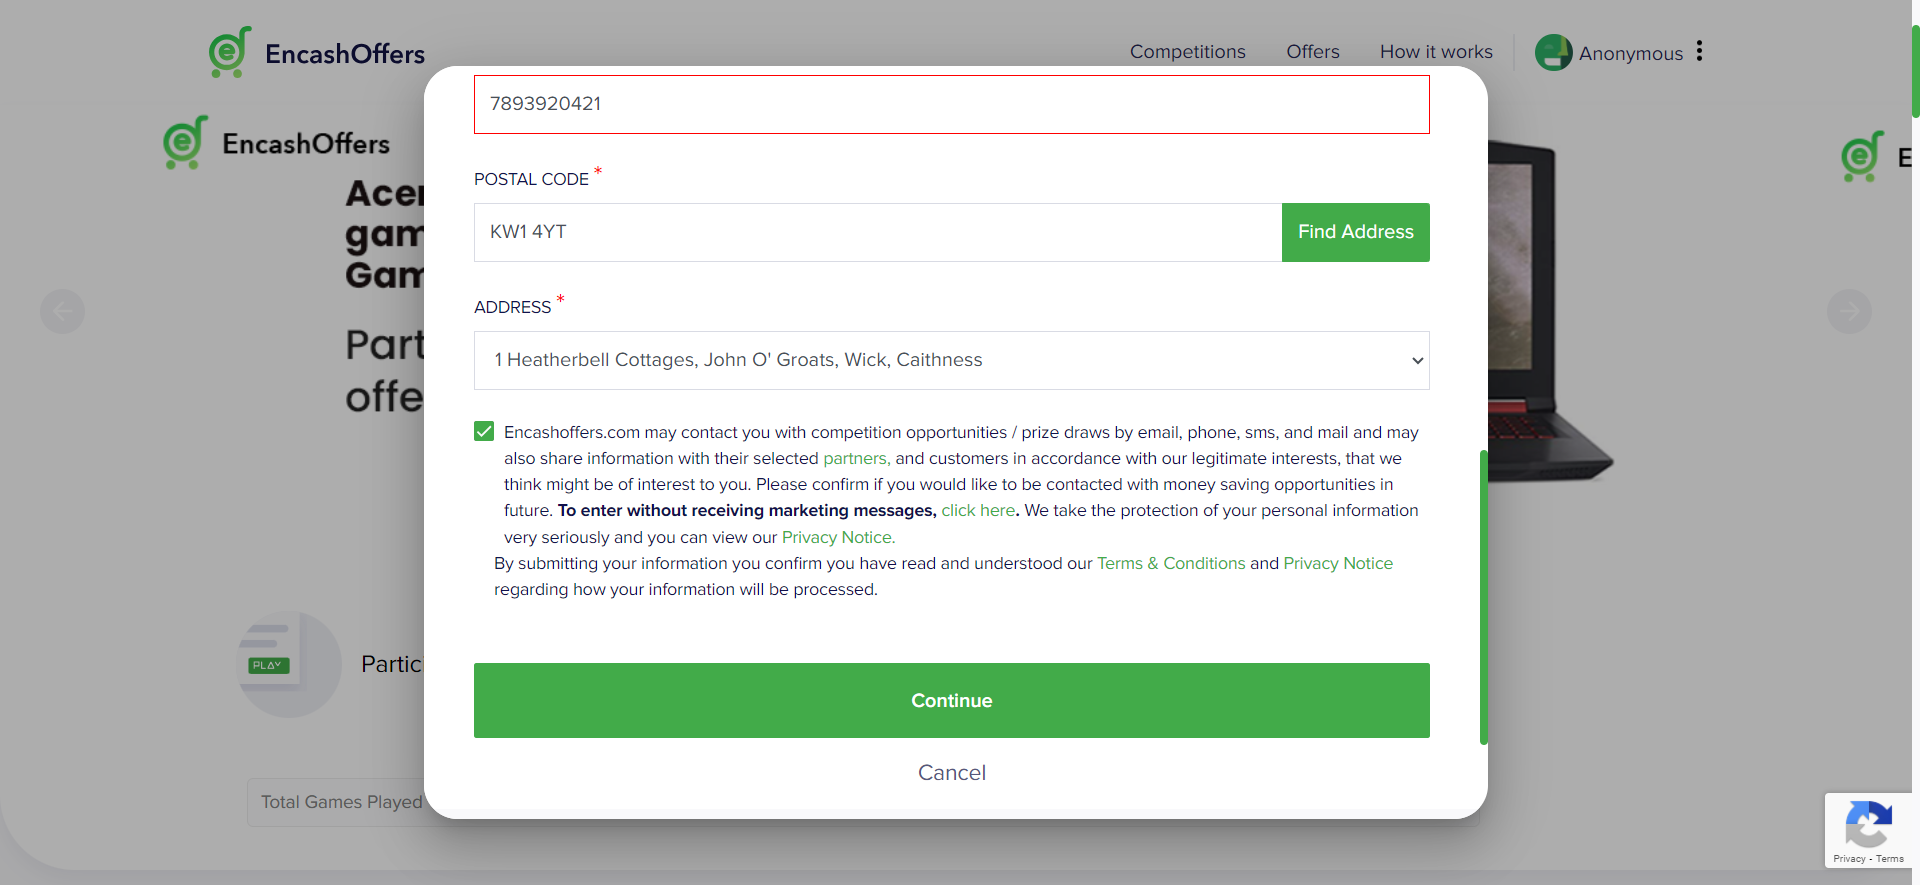 EncashOffers
Competitions
Offers
How it works
Anonymous
EncashOffers
Acer
gam
Gam
Part
offe
7893920421
POSTAL CODE *
KW1 4YT
Find Address
ADDRESS *
1 Heatherbell Cottages, John O' Groats, Wick, Caithness
Encashoffers.com may contact you with competition opportunities / prize draws by email, phone, sms, and mail and may
also share information with their selected partners, and customers in accordance with our legitimate interests, that we
think might be of interest to you. Please confirm if you would like to be contacted with money saving opportunities in
future. To enter without receiving marketing messages, click here. We take the protection of your personal information
very seriously and you can view our Privacy Notice.
By submitting your information you confirm you have read and understood our Terms & Conditions and Privacy Notice
regarding how your information will be processed.
Continue
Cancel
PLAY
Partici
Total Games Played
E
Privacy - Terms